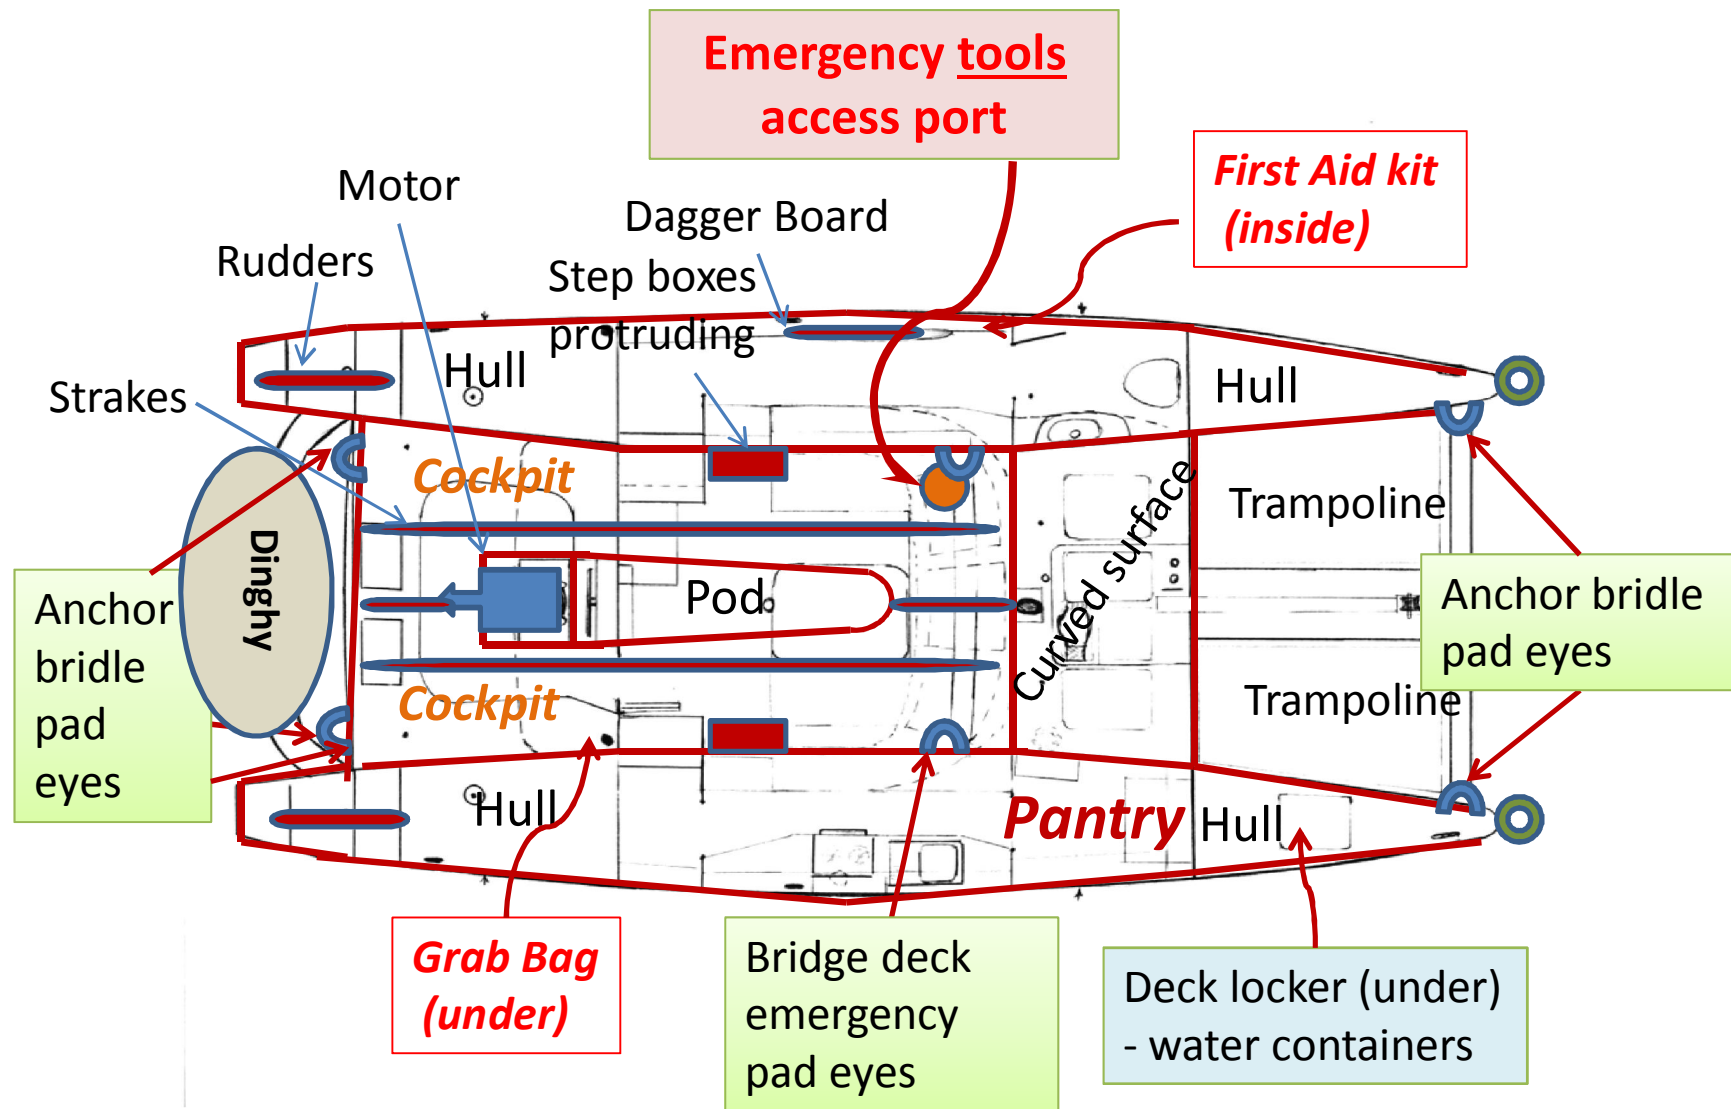 Emergency tools
access port
First Aid kit
(inside)
Motor
Dagger Board
Rudders
Step boxes
protruding
Strakes
Hull
Hull
Cockpit
Curved surface
Trampoline
Dinghy
Pod
Anchor
bridle
pad
eyes
Anchor bridle
pad eyes
Cockpit
Trampoline
Hull
Pantry
Hull
Grab Bag
(under)
Bridge deck
emergency
pad eyes
Deck locker (under)
- water containers